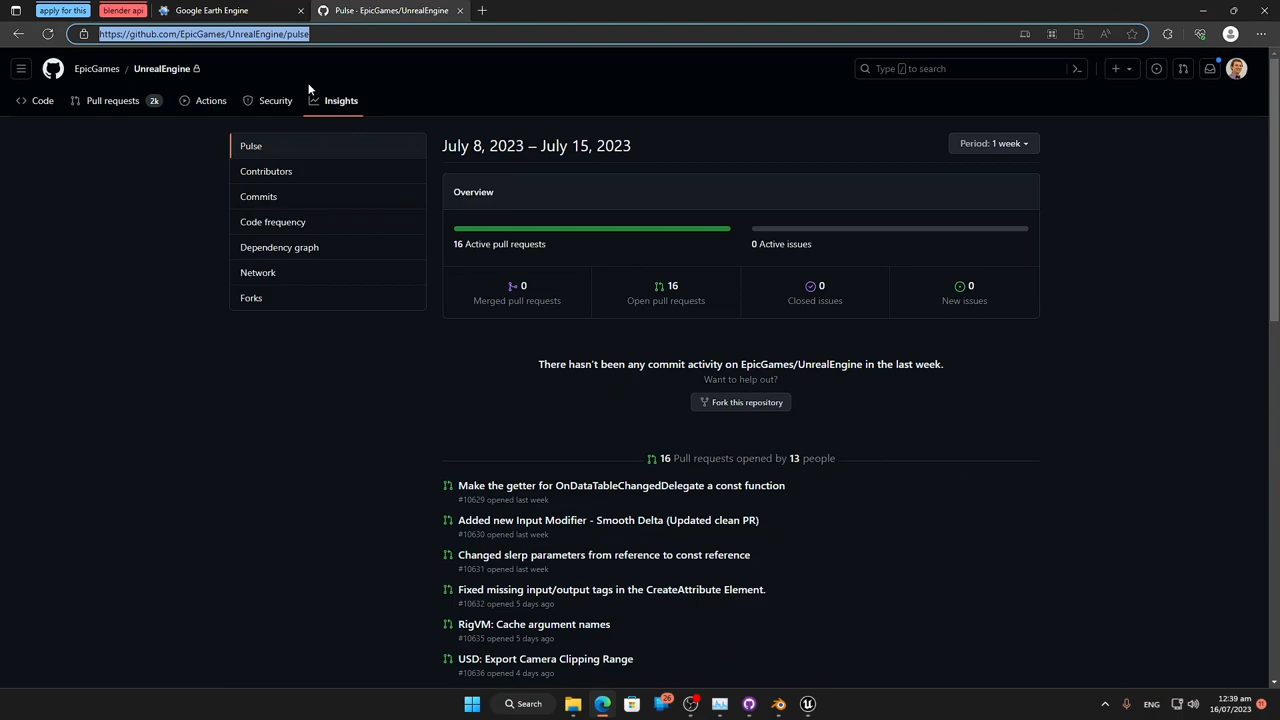 apply for this
blender api
Google Earth Engine
Pulse - EpicGames/UnrealEngine
https://github.com/EpicGames/UnrealEngine/pulse
EpicGames / UnrealEngine
Type / to search
Code
Pull requests 2k
Actions
Security
Insights
Pulse
Contributors
Commits
Code frequency
Dependency graph
Network
Forks
July 8, 2023 – July 15, 2023
Period: 1 week
Overview
16 Active pull requests
0 Active issues
0
Merged pull requests
16
Open pull requests
0
Closed issues
0
New issues
There hasn't been any commit activity on EpicGames/UnrealEngine in the last week.
Want to help out?
Fork this repository
16 Pull requests opened by 13 people
Make the getter for OnDataTableChangedDelegate a const function
#10629 opened last week
Added new Input Modifier - Smooth Delta (Updated clean PR)
#10630 opened last week
Changed slerp parameters from reference to const reference
#10631 opened last week
Fixed missing input/output tags in the CreateAttribute Element.
#10632 opened 5 days ago
RigVM: Cache argument names
#10635 opened 5 days ago
USD: Export Camera Clipping Range
#10636 opened 4 days ago
Search
26
ENG
12:39 am
16/07/2023